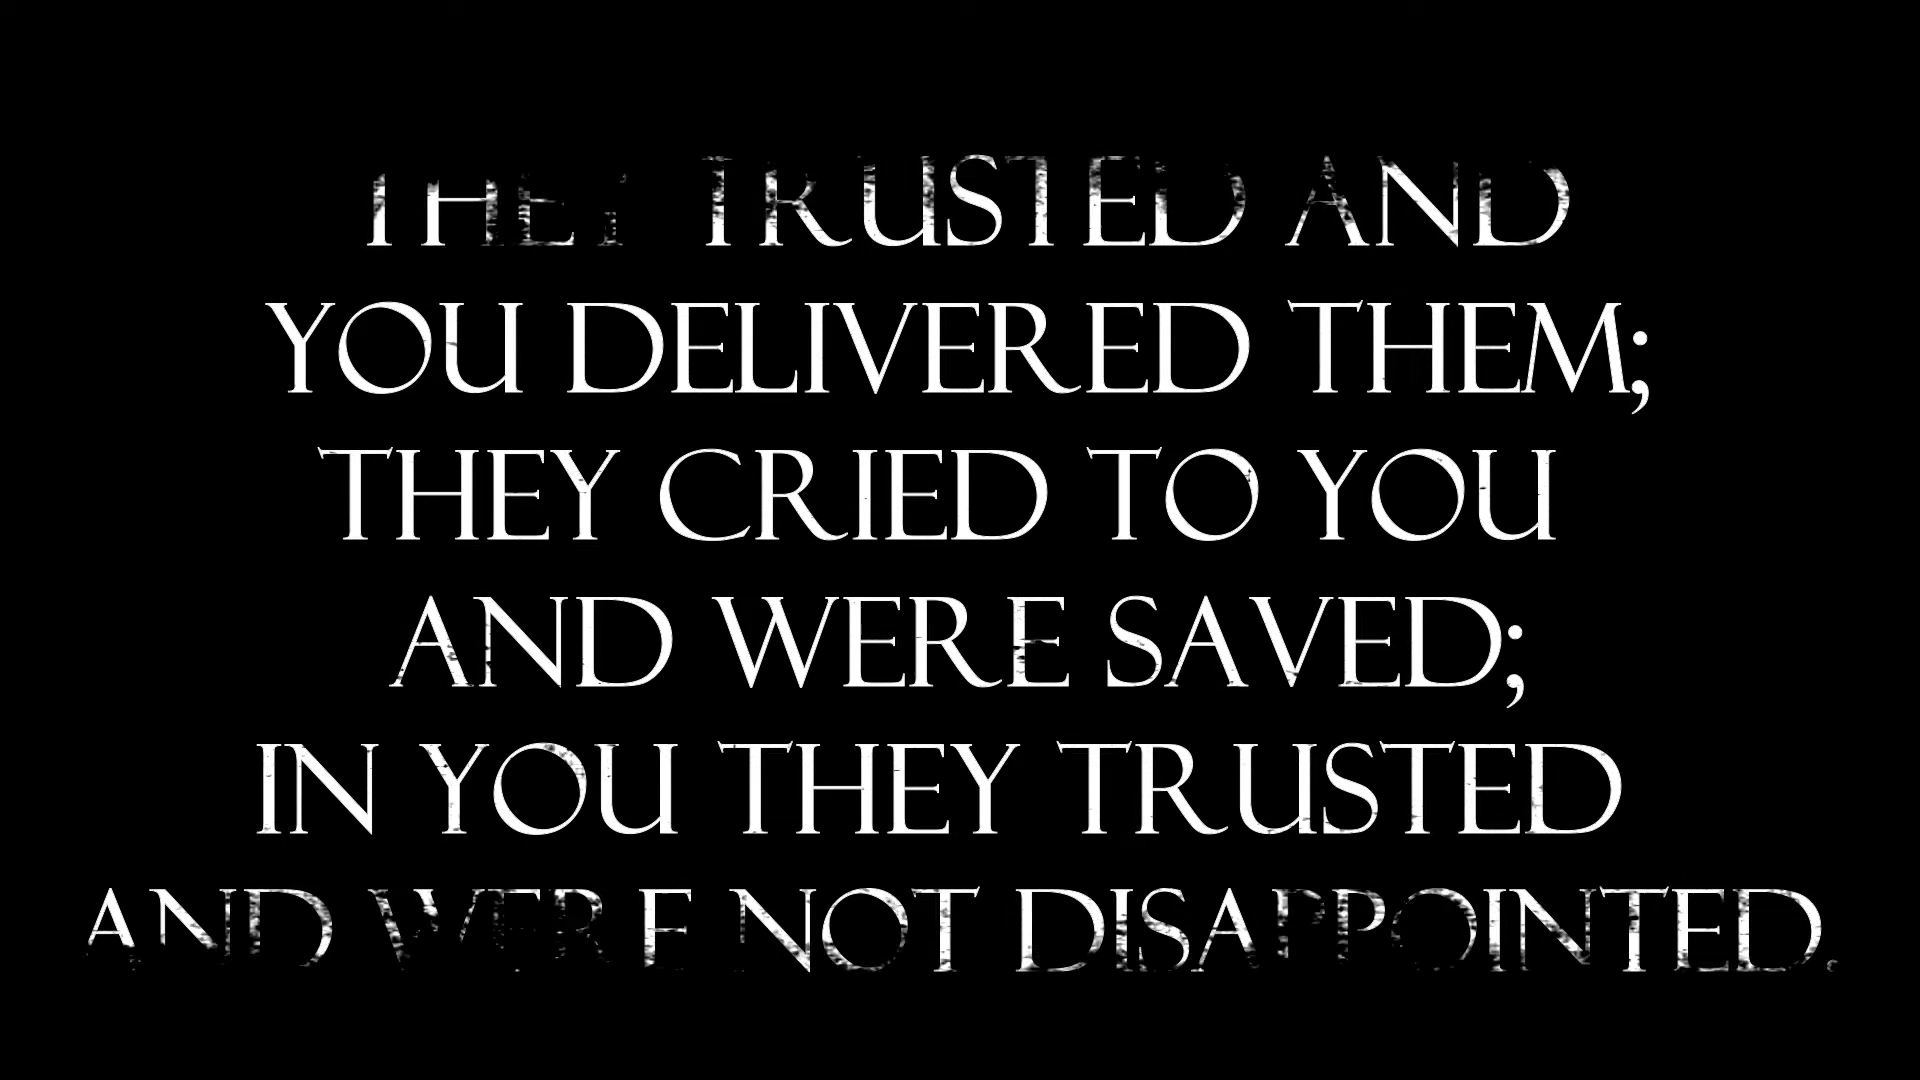 THEY TRUSTED AND
YOU DELIVERED THEM;
THEY CRIED TO YOU
AND WERE SAVED;
IN YOU THEY TRUSTED
AND WERE NOT DISAPPOINTED.